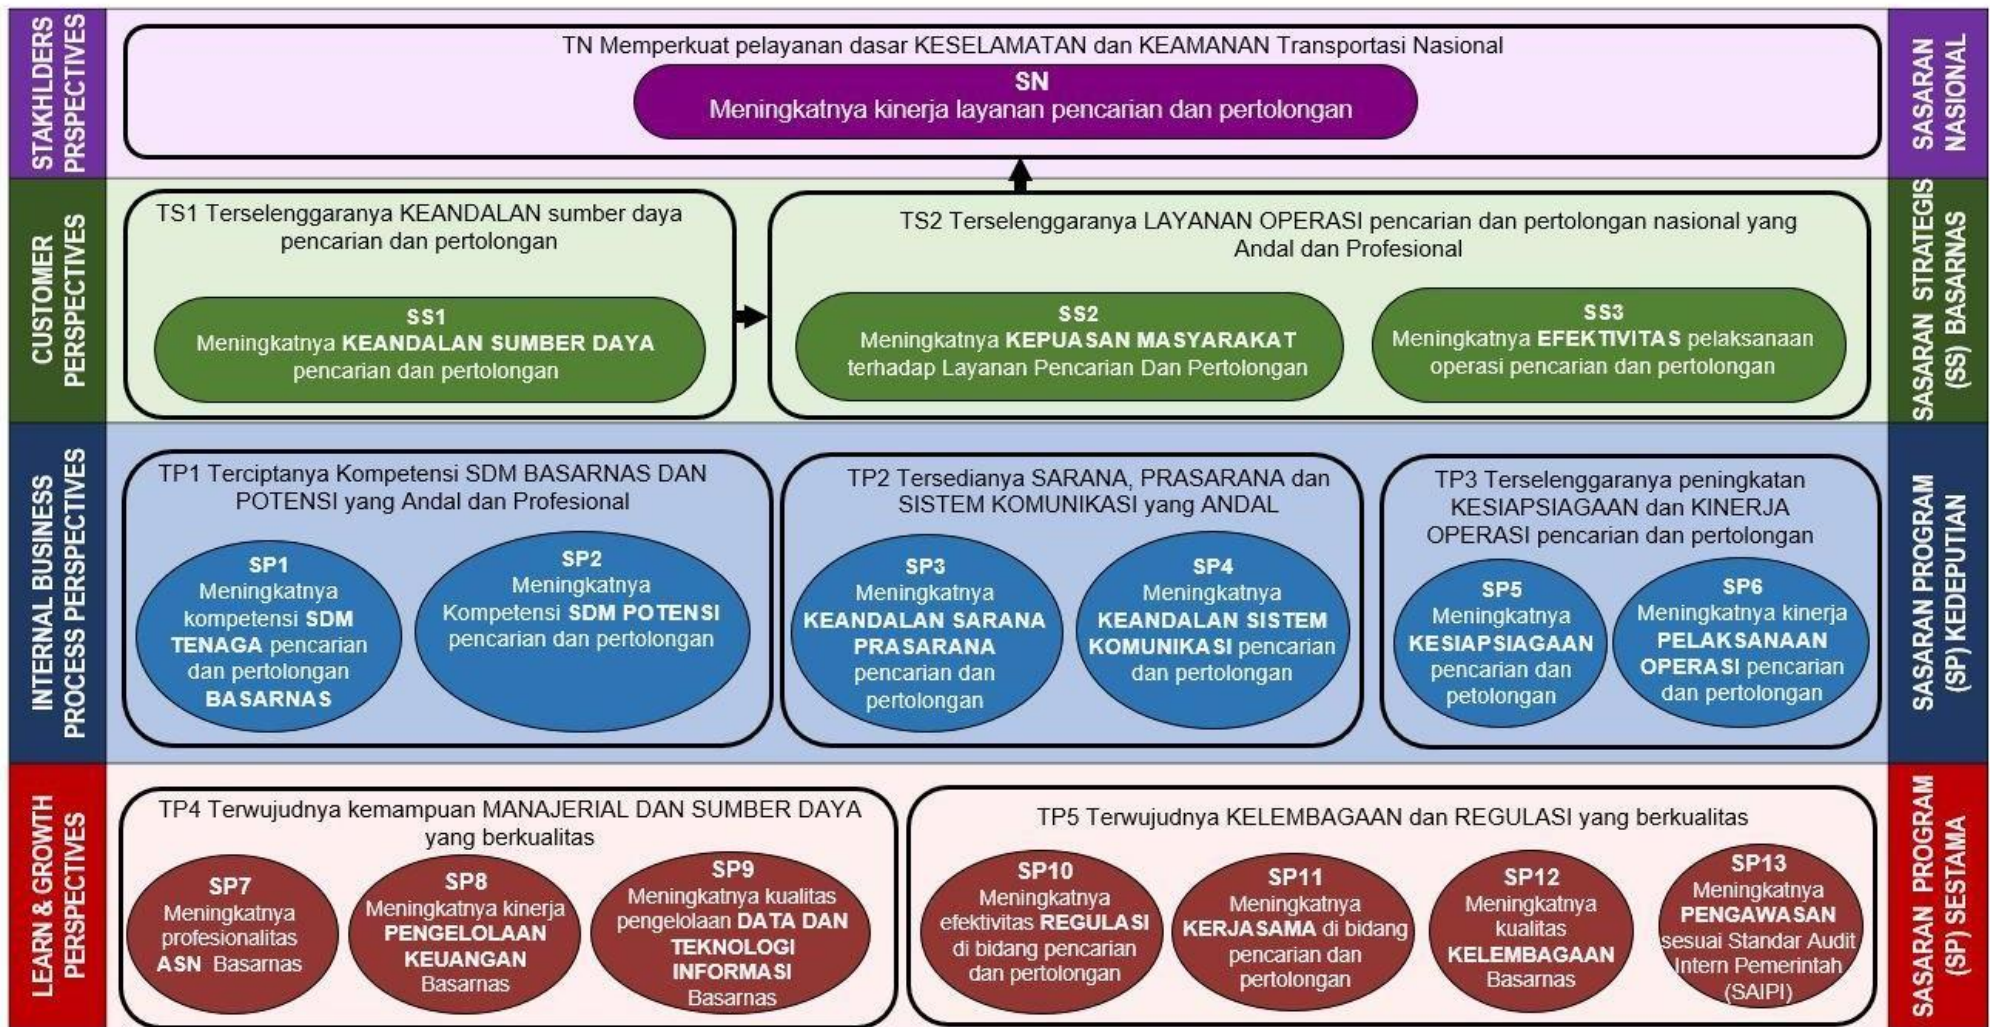 STAKHLDERS
PRSPECTIVES
TN Memperkuat pelayanan dasar KESELAMATAN dan KEAMANAN Transportasi Nasional
SN
Meningkatnya kinerja layanan pencarian dan pertolongan
SASARAN
NASIONAL
CUSTOMER
PERSPECTIVES
TS1 Terselenggaranya KEANDALAN sumber daya
pencarian dan pertolongan
SS1
Meningkatnya KEANDALAN SUMBER DAYA
pencarian dan pertolongan
TS2 Terselenggaranya LAYANAN OPERASI pencarian dan pertolongan nasional yang
Andal dan Profesional
SS2
Meningkatnya KEPUASAN MASYARAKAT
terhadap Layanan Pencarian Dan Pertolongan
SS3
Meningkatnya EFEKTIVITAS pelaksanaan
operasi pencarian dan pertolongan
SASARAN STRATEGIS
(SS) BASARNAS
INTERNAL BUSINESS
PROCESS PERSPECTIVES
TP1 Terciptanya Kompetensi SDM BASARNAS DAN
POTENSI yang Andal dan Profesional
SP1
Meningkatnya
kompetensi SDM
TENAGA pencarian
dan pertolongan
BASARNAS
SP2
Meningkatnya
Kompetensi SDM POTENSI
pencarian dan pertolongan
TP2 Tersedianya SARANA, PRASARANA dan
SISTEM KOMUNIKASI yang ANDAL
SP3
Meningkatnya
KEANDALAN SARANA
PRASARANA
pencarian dan
pertolongan
SP4
Meningkatnya
KEANDALAN SISTEM
KOMUNIKASI pencarian
dan pertolongan
TP3 Terselenggaranya peningkatan
KESIAPSIAGAAN dan KINERJA
OPERASI pencarian dan pertolongan
SP5
Meningkatnya
KESIAPSIAGAAN
pencarian dan
petolongan
SP6
Meningkatnya kinerja
PELAKSANAAN
OPERASI pencarian
dan pertolongan
SASARAN PROGRAM
(SP) KEDEPUTIAN
LEARN & GROWTH
PERSPECTIVES
TP4 Terwujudnya kemampuan MANAJERIAL DAN SUMBER DAYA
yang berkualitas
SP7
Meningkatnya
profesionalitas
ASN Basarnas
SP8
Meningkatnya kinerja
PENGELOLAAN
KEUANGAN
Basarnas
SP9
Meningkatnya kualitas
pengelolaan DATA DAN
TEKNOLOGI
INFORMASI
Basarnas
TP5 Terwujudnya KELEMBAGAAN dan REGULASI yang berkualitas
SP10
Meningkatnya
efektivitas REGULASI
di bidang pencarian
dan pertolongan
SP11
Meningkatnya
KERJASAMA di bidang
pencarian dan
pertolongan
SP12
Meningkatnya
kualitas
KELEMBAGAAN
Basarnas
SP13
Meningkatnya
PENGAWASAN
sesuai Standar Audit
Intern Pemerintah
(SAIPI)
SASARAN PROGRAM
(SP) SESTAMA